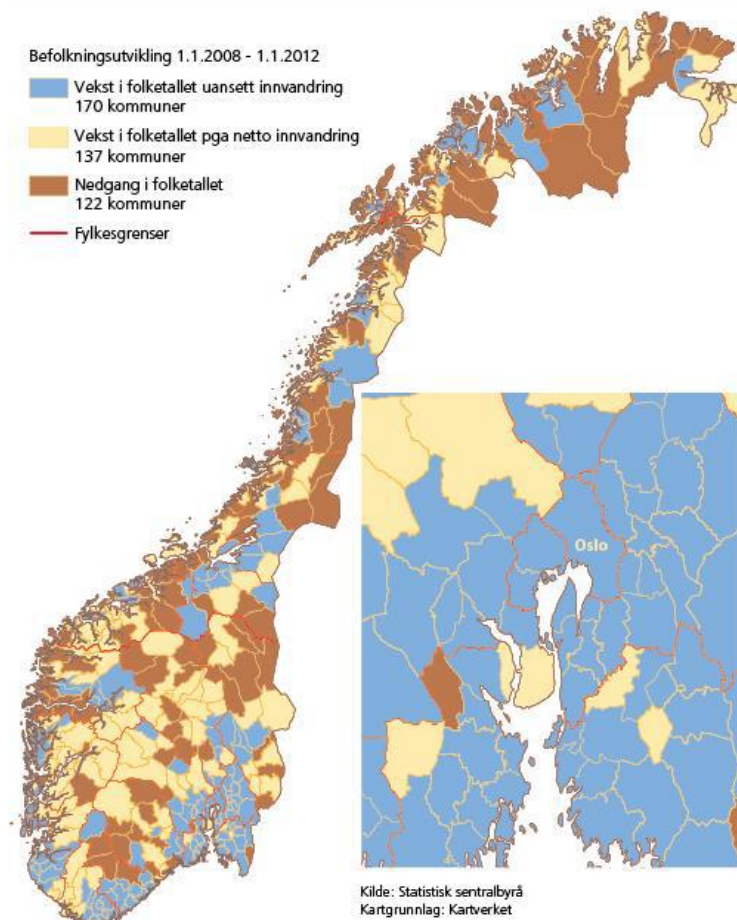 Befolkningsutvikling 1.1.2008 - 1.1.2012
Vekst i folketallet uansett innvandring
170 kommuner
Vekst i folketallet pga netto innvandring
137 kommuner
Nedgang i folketallet
122 kommuner
Fylkesgrenser
Oslo
Kilde: Statistisk sentralbyrå
Kartgrunnlag: Kartverket